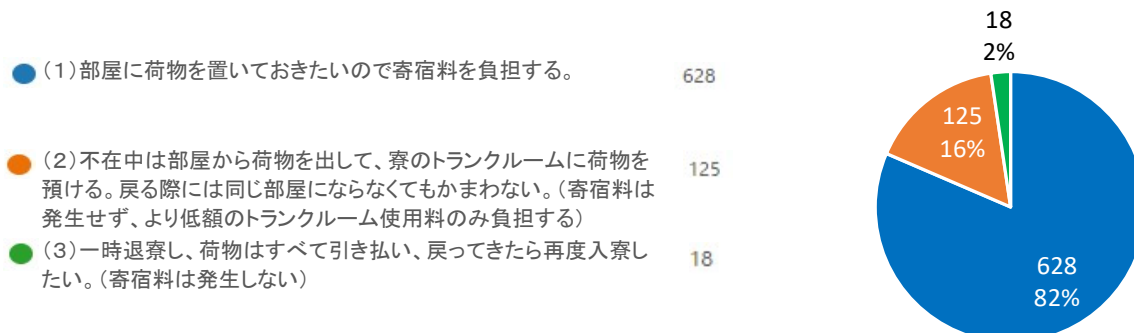 (1)部屋に荷物を置いておきたいので寄宿料を負担する。
628
(2)不在中は部屋から荷物を出して、寮のトランクルームに荷物を
預ける。戻る際には同じ部屋にならなくてもかまわない。(寄宿料は
発生せず、より低額のトランクルーム使用料のみ負担する)
125
(3)一時退寮し、荷物はすべて引き払い、戻ってきたら再度入寮し
たい。(寄宿料は発生しない)
18
18
2%
125
16%
628
82%